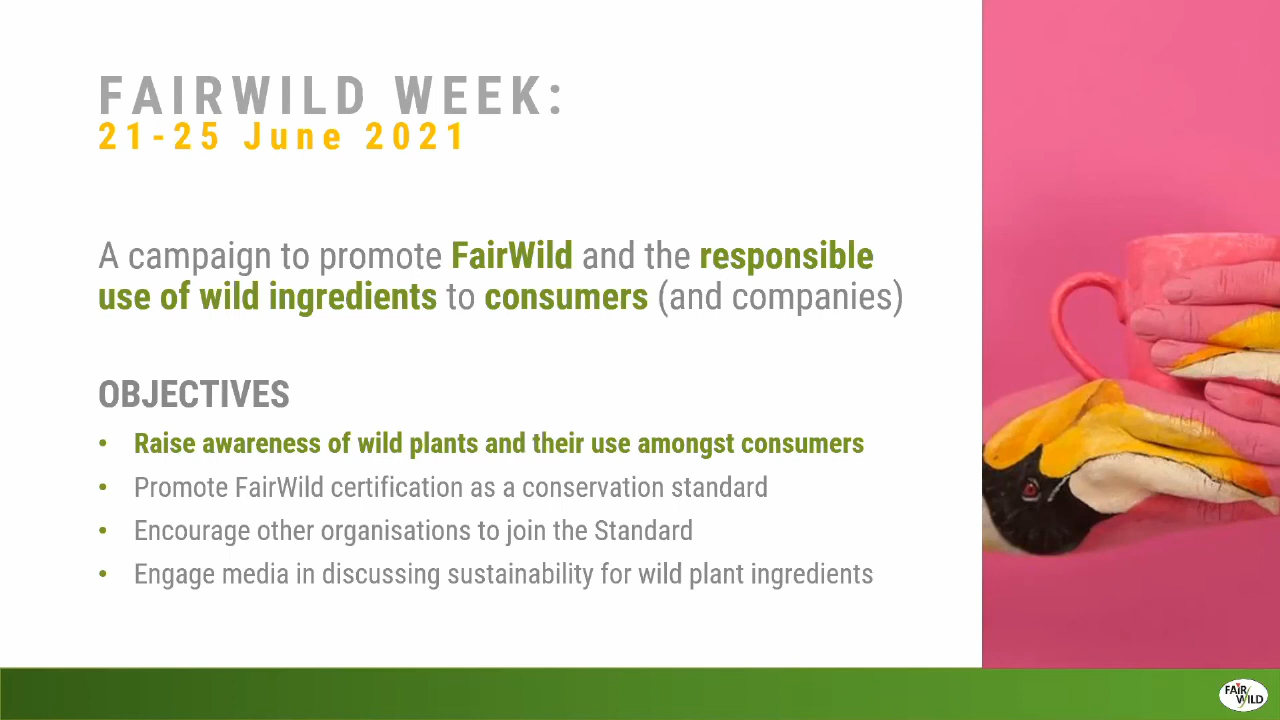 FAIRWILD WEEK:
21-25 June 2021
A campaign to promote FairWild and the responsible
use of wild ingredients to consumers (and companies)
OBJECTIVES
• Raise awareness of wild plants and their use amongst consumers
• Promote FairWild certification as a conservation standard
• Encourage other organisations to join the Standard
• Engage media in discussing sustainability for wild plant ingredients
FAIR
WILD